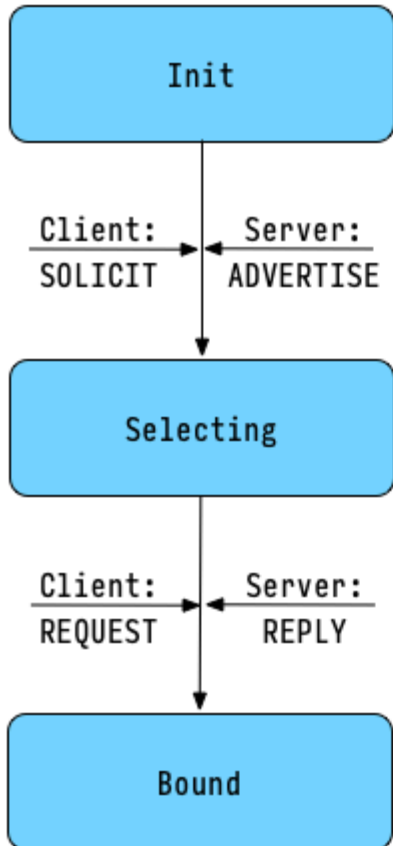 Init
Client:
SOLICIT
Server:
ADVERTISE
Selecting
Client:
REQUEST
Server:
REPLY
Bound